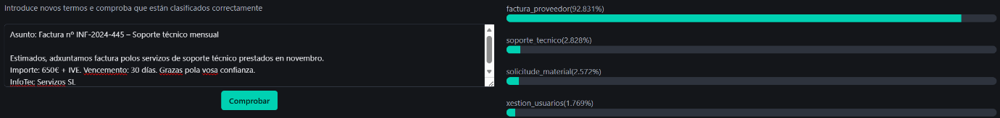 Introduce novos termos e comproba que están clasificados correctamente
Asunto: Factura nº INF-2024-445 – Soporte técnico mensual
Estimados, adxuntamos factura polos servizos de soporte técnico prestados en novembro.
Importe: 650€ + IVE. Vencemento: 30 días. Grazas pola vosa confianza.
InfoTec Servizos SL
Comprobar
factura_proveedor(92.831%)
soporte_tecnico(2.828%)
solicitude_material(2.572%)
xestion_usuarios(1.769%)